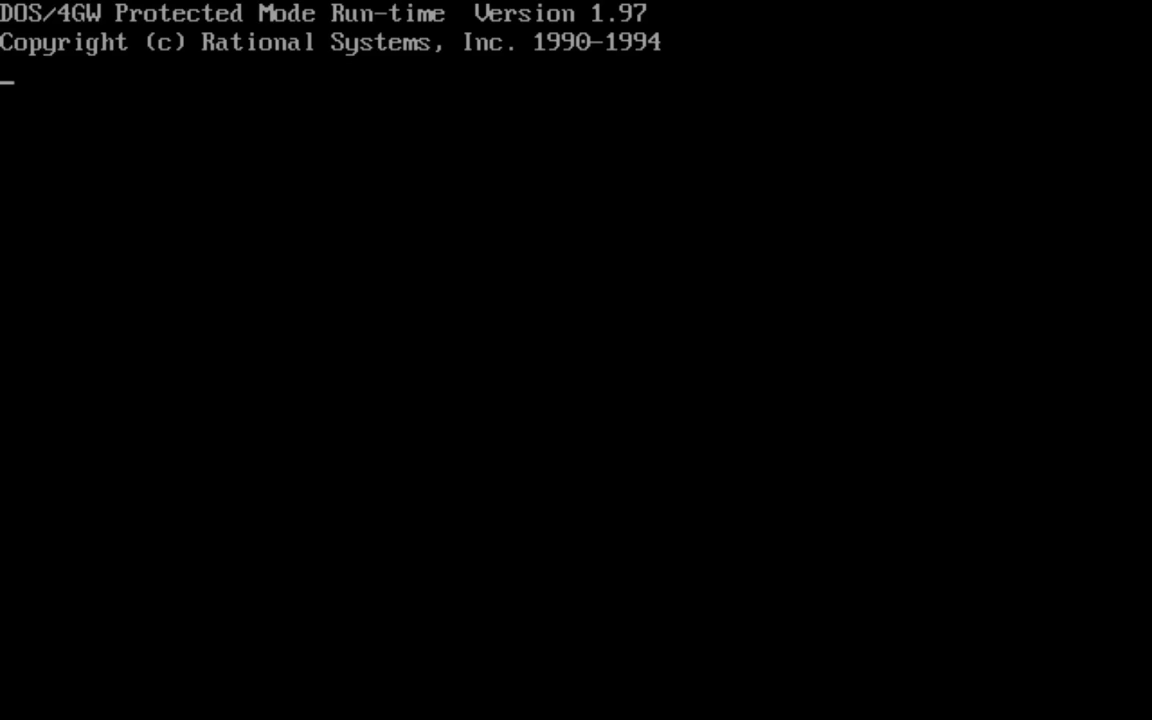 DOS/4GW Protected Mode Run-time  Version 1.97
Copyright (c) Rational Systems, Inc. 1990-1994